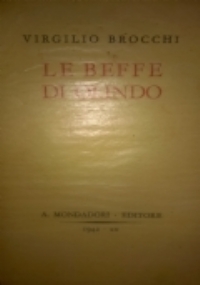 VIRGILIO BROCCHI
LE BEFFE
DI OLINDO
A. MONDADORI - EDITORE